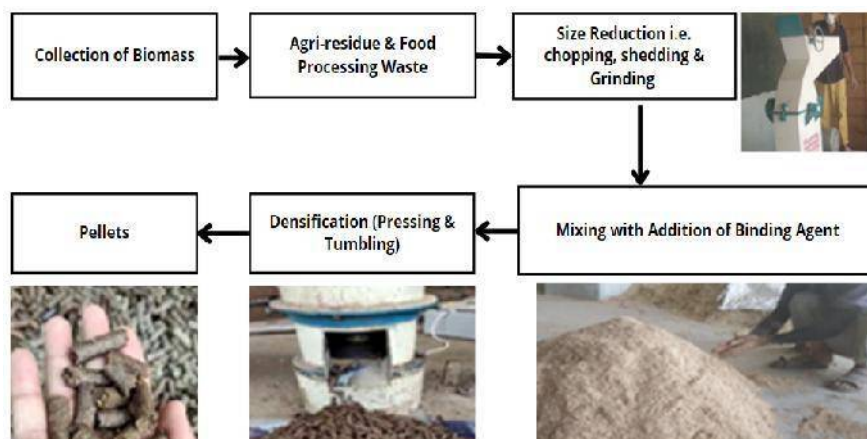 Collection of Biomass
Agri-residue & Food
Processing Waste
Size Reduction i.e.
chopping, shedding &
Grinding
Mixing with Addition of Binding Agent
Densification (Pressing &
Tumbling)
Pellets